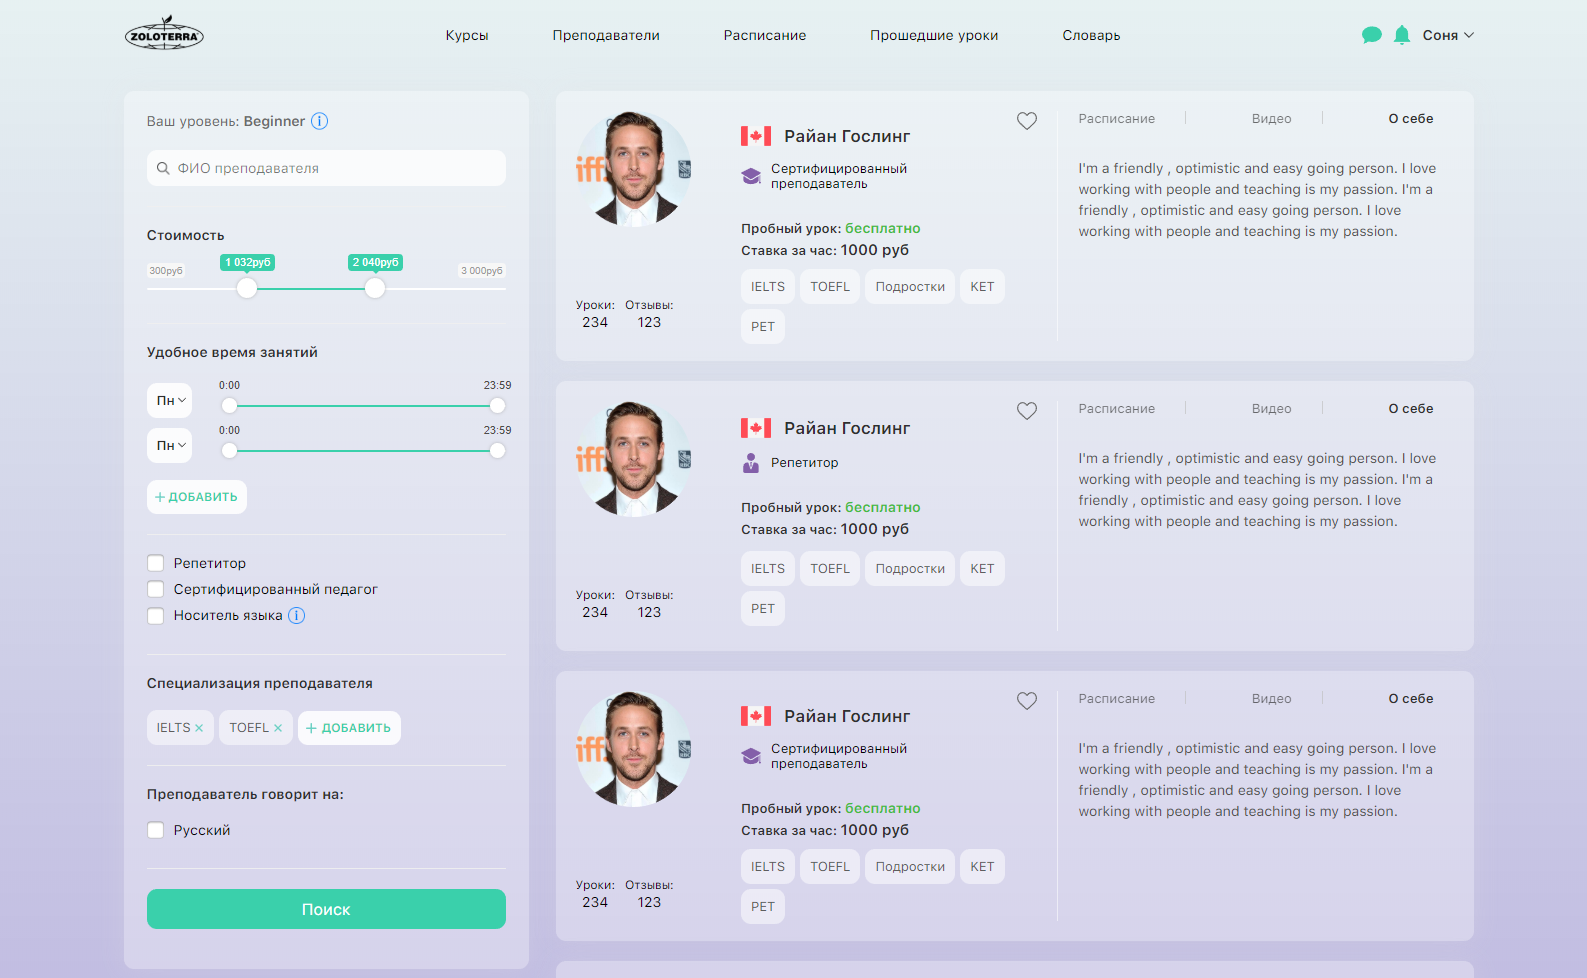 ZOLOTERRA
Курсы
Преподаватели
Расписание
Прошедшие уроки
Словарь
Соня
Ваш уровень: Beginner
ФИО преподавателя
Стоимость
300руб
1 032руб
2 040руб
3 000руб
Удобное время занятий
Пн
0:00
23:59
Пн
0:00
23:59
+ ДОБАВИТЬ
Репетитор
Сертифицированный педагог
Носитель языка
Специализация преподавателя
IELTS ×
TOEFL ×
+ ДОБАВИТЬ
Преподаватель говорит на:
Русский
Поиск
iff.
Уроки:
234
Отзывы:
123
Райан Гослинг
Сертифицированный
преподаватель
Пробный урок: бесплатно
Ставка за час: 1000 руб
IELTS
TOEFL
Подростки
KET
PET
Расписание
Видео
О себе
I'm a friendly , optimistic and easy going person. I love
working with people and teaching is my passion. I'm a
friendly , optimistic and easy going person. I love
working with people and teaching is my passion.
iff.
Уроки:
234
Отзывы:
123
Райан Гослинг
Репетитор
Пробный урок: бесплатно
Ставка за час: 1000 руб
IELTS
TOEFL
Подростки
KET
PET
Расписание
Видео
О себе
I'm a friendly , optimistic and easy going person. I love
working with people and teaching is my passion. I'm a
friendly , optimistic and easy going person. I love
working with people and teaching is my passion.
iff.
Уроки:
234
Отзывы:
123
Райан Гослинг
Сертифицированный
преподаватель
Пробный урок: бесплатно
Ставка за час: 1000 руб
IELTS
TOEFL
Подростки
KET
PET
Расписание
Видео
О себе
I'm a friendly , optimistic and easy going person. I love
working with people and teaching is my passion. I'm a
friendly , optimistic and easy going person. I love
working with people and teaching is my passion.